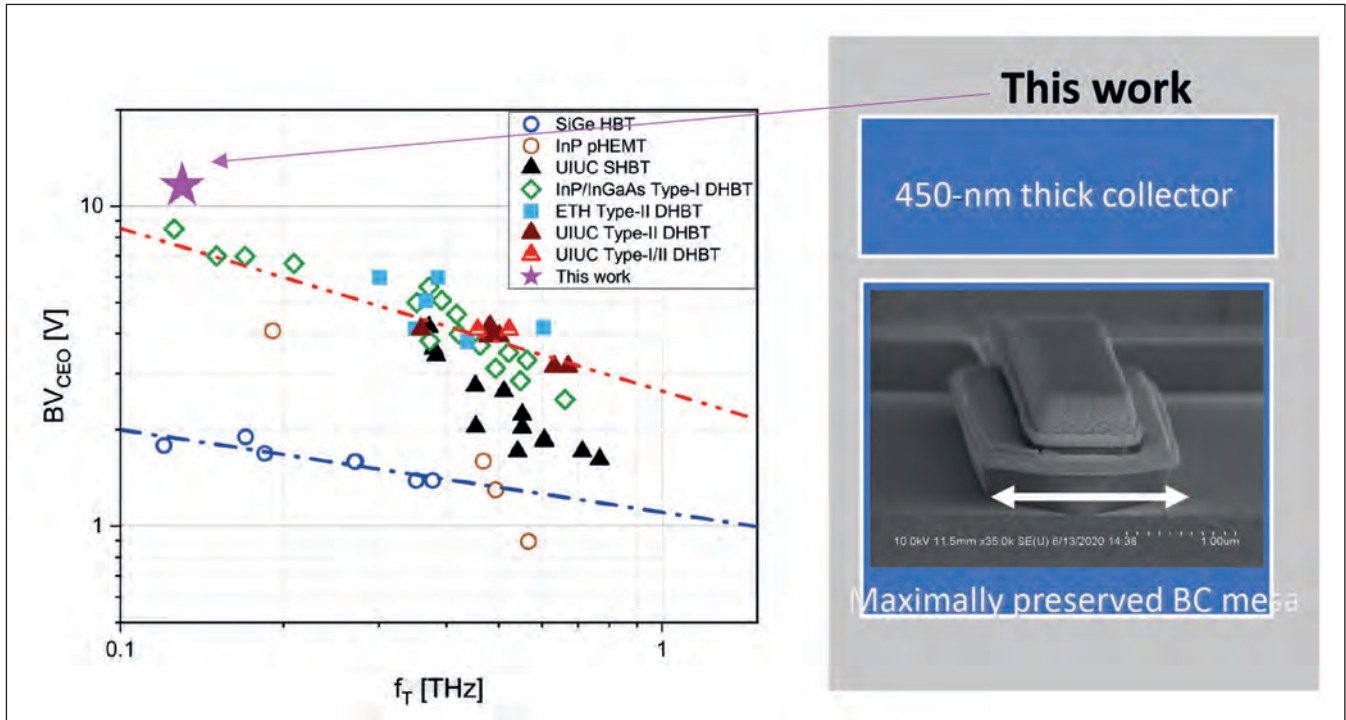 This work
SiGe HBT
InP pHEMT
UIUC SHBT
InP/InGaAs Type-I DHBT
ETH Type-II DHBT
UIUC Type-II DHBT
UIUC Type-I/II DHBT
This work
10
1
BV_CEO [V]
0.1
1
f_T [THz]
450-nm thick collector
10.0kV 11.5mm x35.0k SE(U) 6/13/2020 14:38
1.00um
Maximally preserved BC mesa